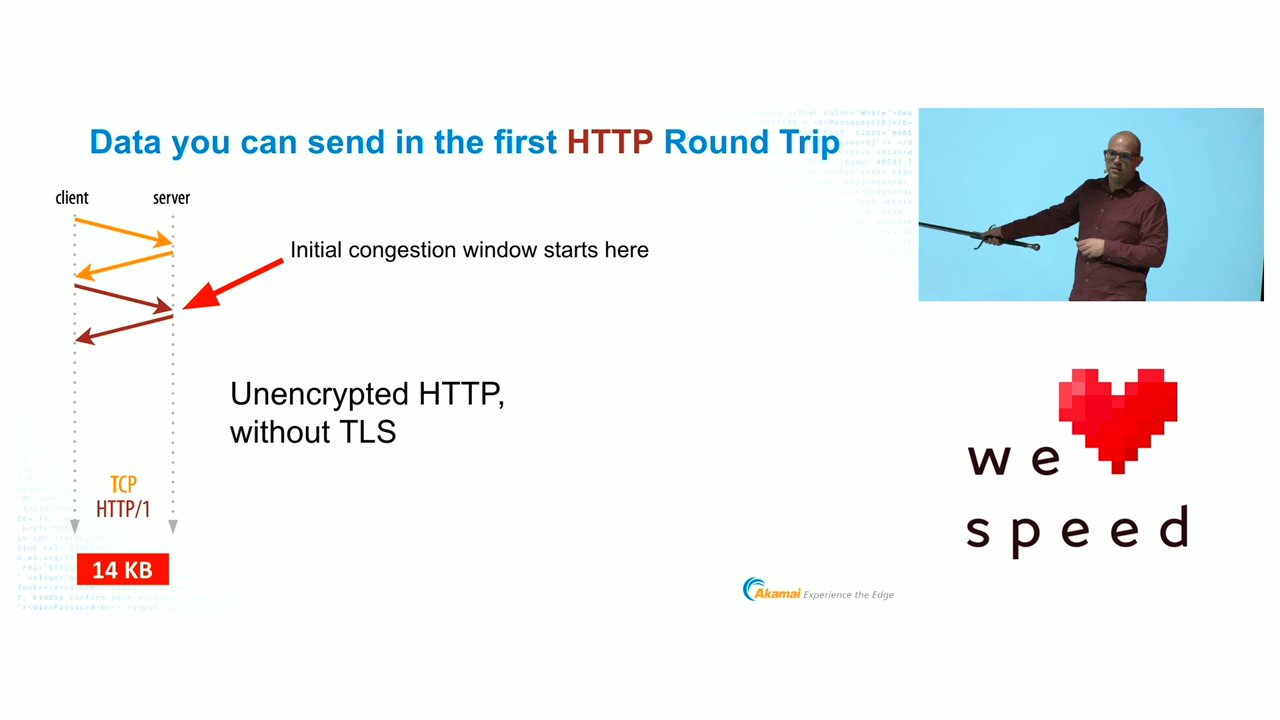 Data you can send in the first HTTP Round Trip
client
server
Initial congestion window starts here
Unencrypted HTTP,
without TLS
TCP
HTTP/1
14 KB
Akamai Experience the Edge
we
speed